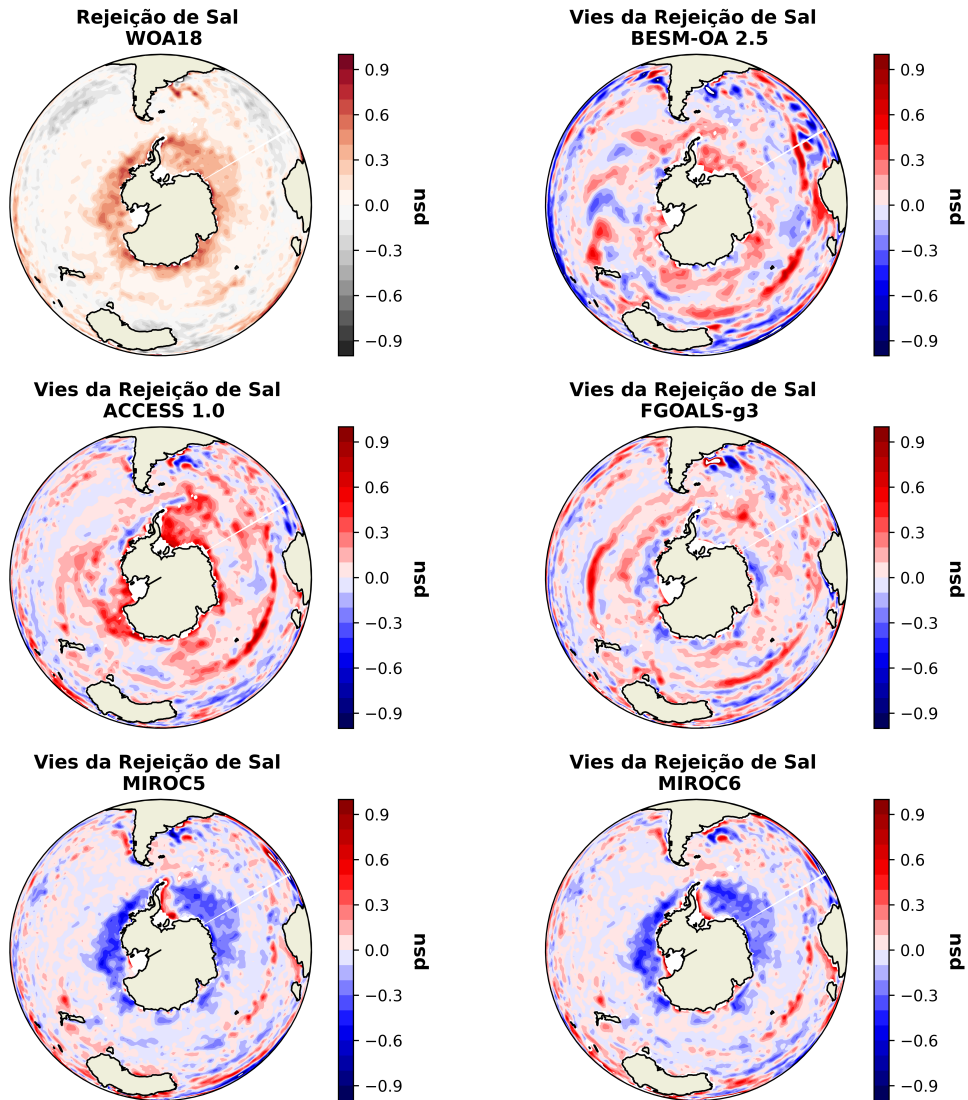 Rejeição de Sal
WOA18
0.9
0.6
0.3
0.0
−0.3
−0.6
−0.9
psu
Vies da Rejeição de Sal
BESM-OA 2.5
0.9
0.6
0.3
0.0
−0.3
−0.6
−0.9
psu
Vies da Rejeição de Sal
ACCESS 1.0
0.9
0.6
0.3
0.0
−0.3
−0.6
−0.9
psu
Vies da Rejeição de Sal
FGOALS-g3
0.9
0.6
0.3
0.0
−0.3
−0.6
−0.9
psu
Vies da Rejeição de Sal
MIROC5
0.9
0.6
0.3
0.0
−0.3
−0.6
−0.9
psu
Vies da Rejeição de Sal
MIROC6
0.9
0.6
0.3
0.0
−0.3
−0.6
−0.9
psu